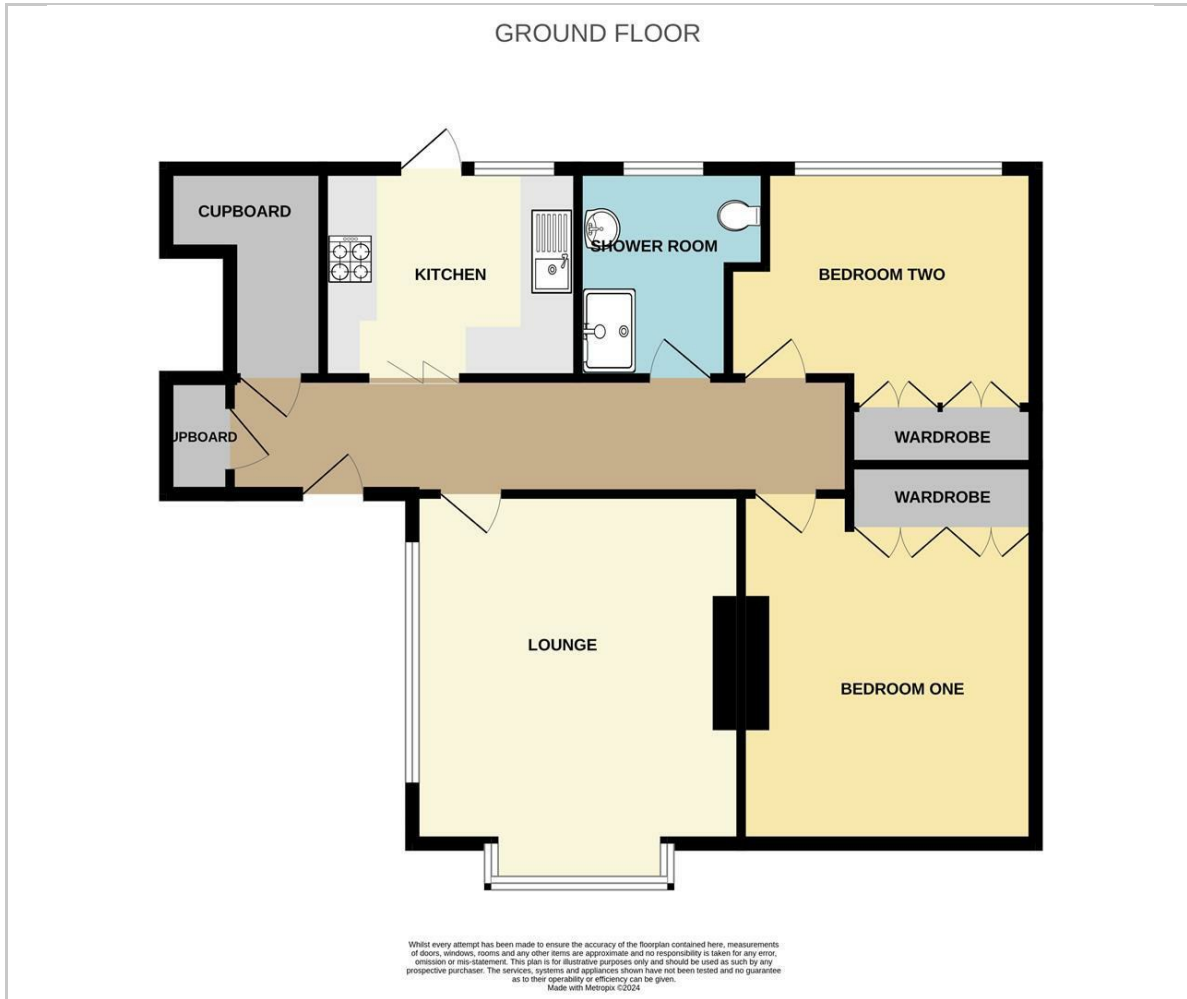 GROUND FLOOR
CUPBOARD
KITCHEN
SHOWER ROOM
BEDROOM TWO
UPBOARD
WARDROBE
WARDROBE
LOUNGE
BEDROOM ONE
Whilst every attempt has been made to ensure the accuracy of the floorplan contained here, measurements
of doors, windows, rooms and any other items are approximate and no responsibility is taken for any error,
omission or mis-statement. This plan is for illustrative purposes only and should be used as such by any
prospective purchaser. The services, systems and appliances shown have not been tested and no guarantee
as to their operability or efficiency can be given.
Made with Metropix ©2024